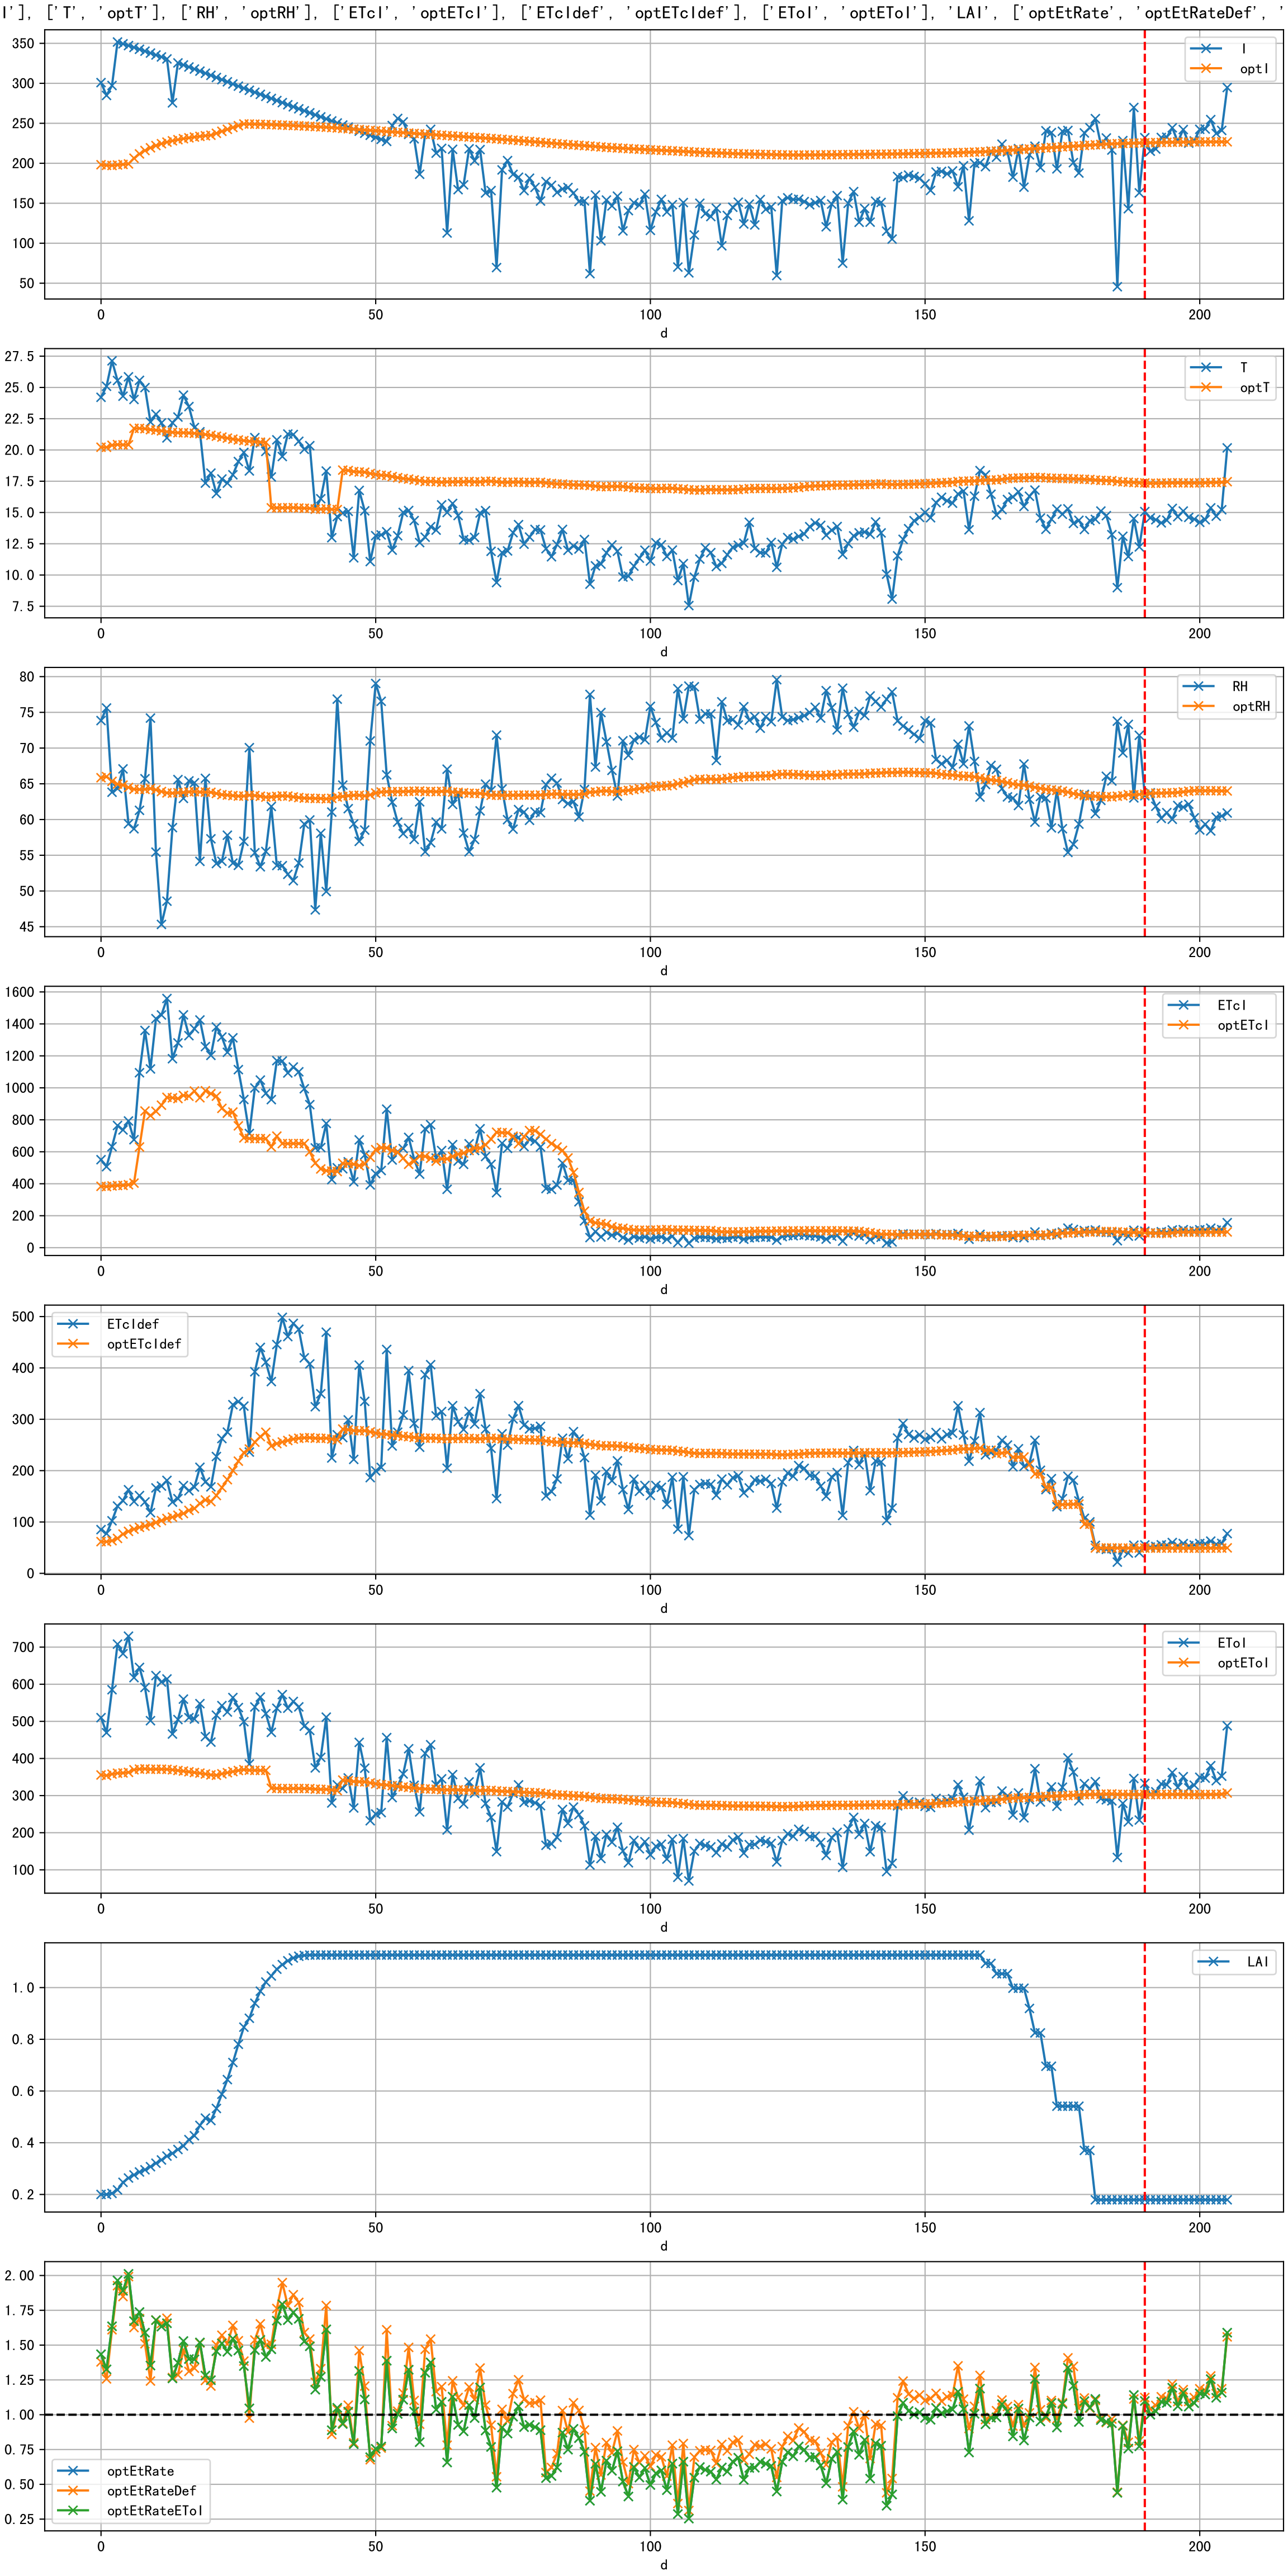 I'], ['T', 'optT'], ['RH', 'optRH'], ['ETcI', 'optETcI'], ['ETcIdef', 'optETcIdef'], ['EToI', 'optEToI'], 'LAI', ['optEtRate', 'optEtRateDef', '
350
300
250
200
150
100
50
I
optI
0 50 100 150 200
d
27.5
25.0
22.5
20.0
17.5
15.0
12.5
10.0
7.5
T
optT
0 50 100 150 200
d
80
75
70
65
60
55
50
45
RH
optRH
0 50 100 150 200
d
1600
1400
1200
1000
800
600
400
200
0
ETcI
optETcI
0 50 100 150 200
d
500
400
300
200
100
0
ETcIdef
optETcIdef
0 50 100 150 200
d
700
600
500
400
300
200
100
EToI
optEToI
0 50 100 150 200
d
1.0
0.8
0.6
0.4
0.2
LAI
0 50 100 150 200
d
2.00
1.75
1.50
1.25
1.00
0.75
0.50
0.25
optEtRate
optEtRateDef
optEtRateEToI
0 50 100 150 200
d